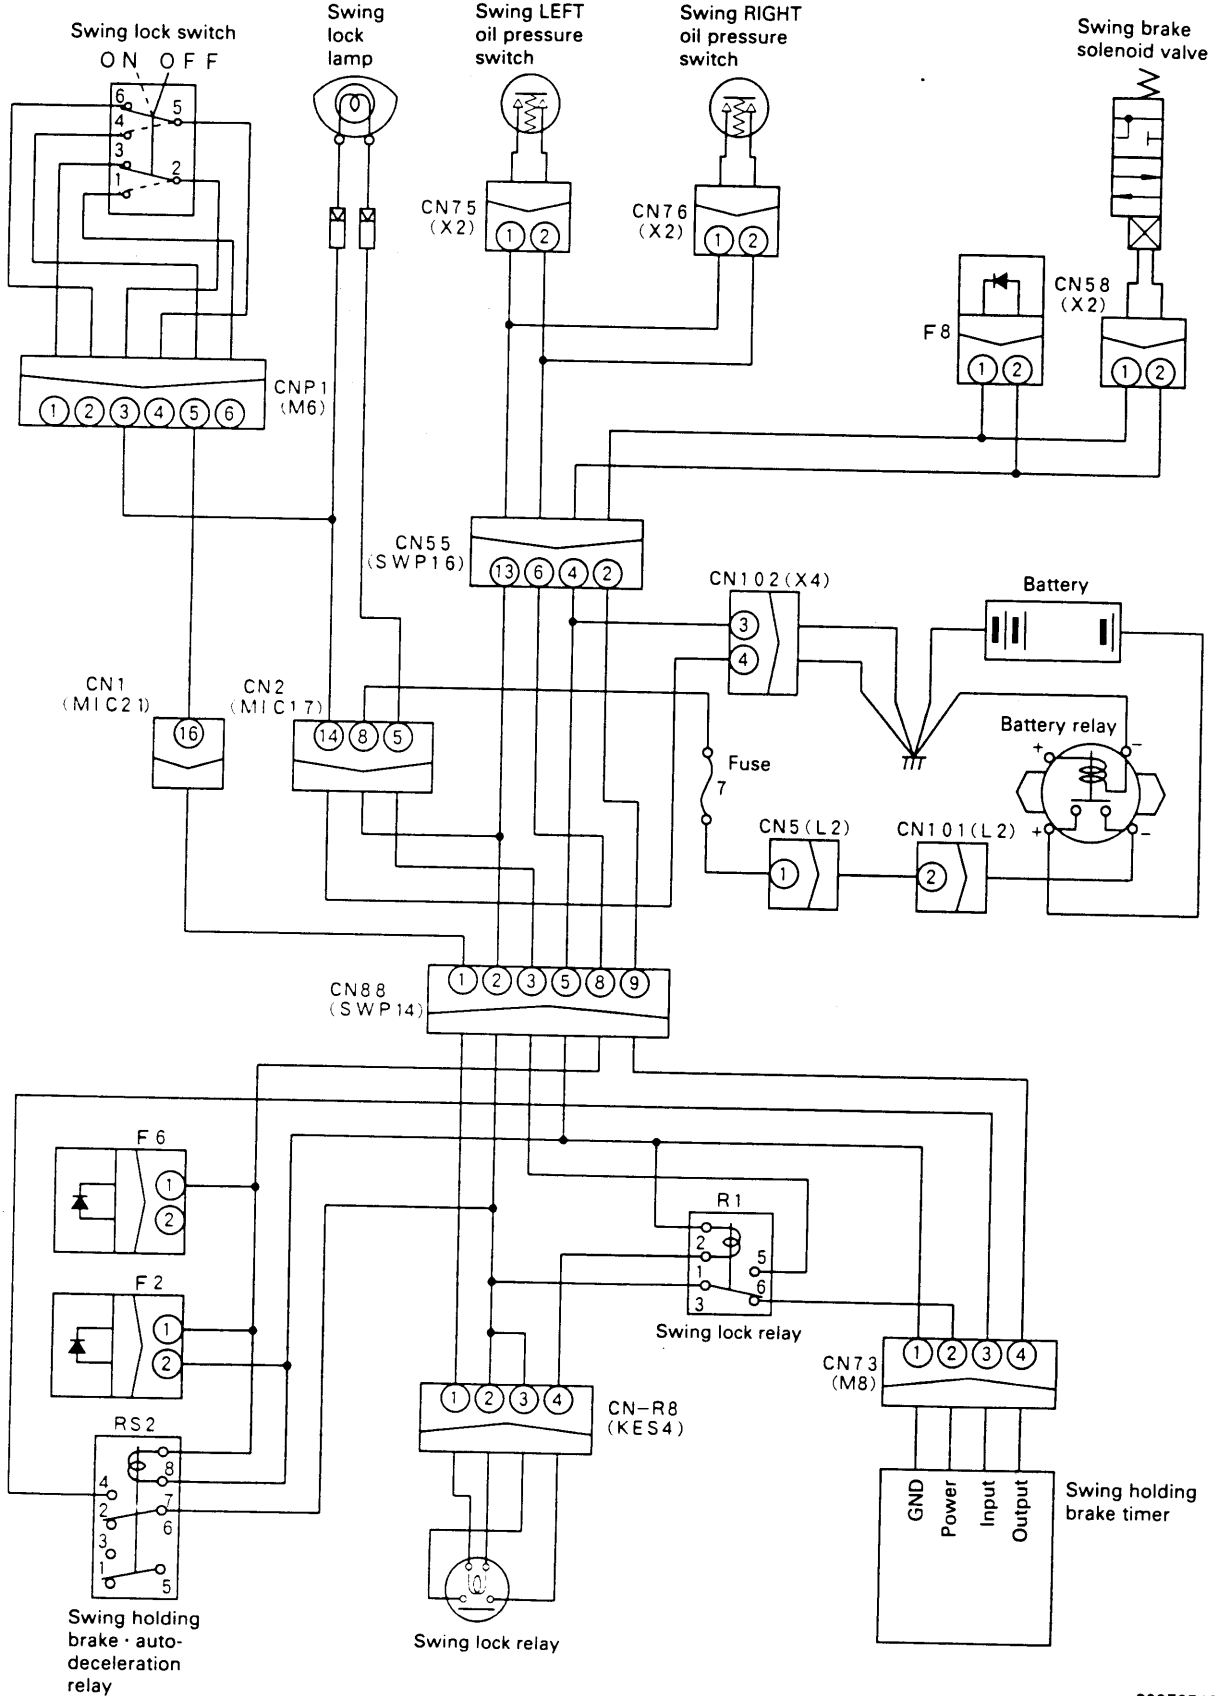 Swing lock switch
ON OFF
6
5
4
3
2
1
Swing
lock
lamp
Swing LEFT
oil pressure
switch
Swing RIGHT
oil pressure
switch
Swing brake
solenoid valve
CN75
(X2)
1 2
CN76
(X2)
1 2
F8
1 2
CN58
(X2)
1 2
CNP1
(M6)
1 2 3 4 5 6
CN55
(SWP16)
13 6 4 2
CN102(X4)
3
4
Battery
CN1
(MIC21)
16
CN2
(MIC17)
14 8 5
Fuse
7
Battery relay
+ −
+ −
CN5(L2)
1
CN101(L2)
2
CN88
(SWP14)
1 2 3 5 8 9
F6
1
2
F2
1
2
R1
2
5
1
6
3
Swing lock relay
CN73
(M8)
1 2 3 4
CN-R8
(KES4)
1 2 3 4
RS2
8
4
7
2
6
3
1
5
GND
Power
Input
Output
Swing holding
brake timer
Swing holding
brake · auto-
deceleration
relay
Swing lock relay